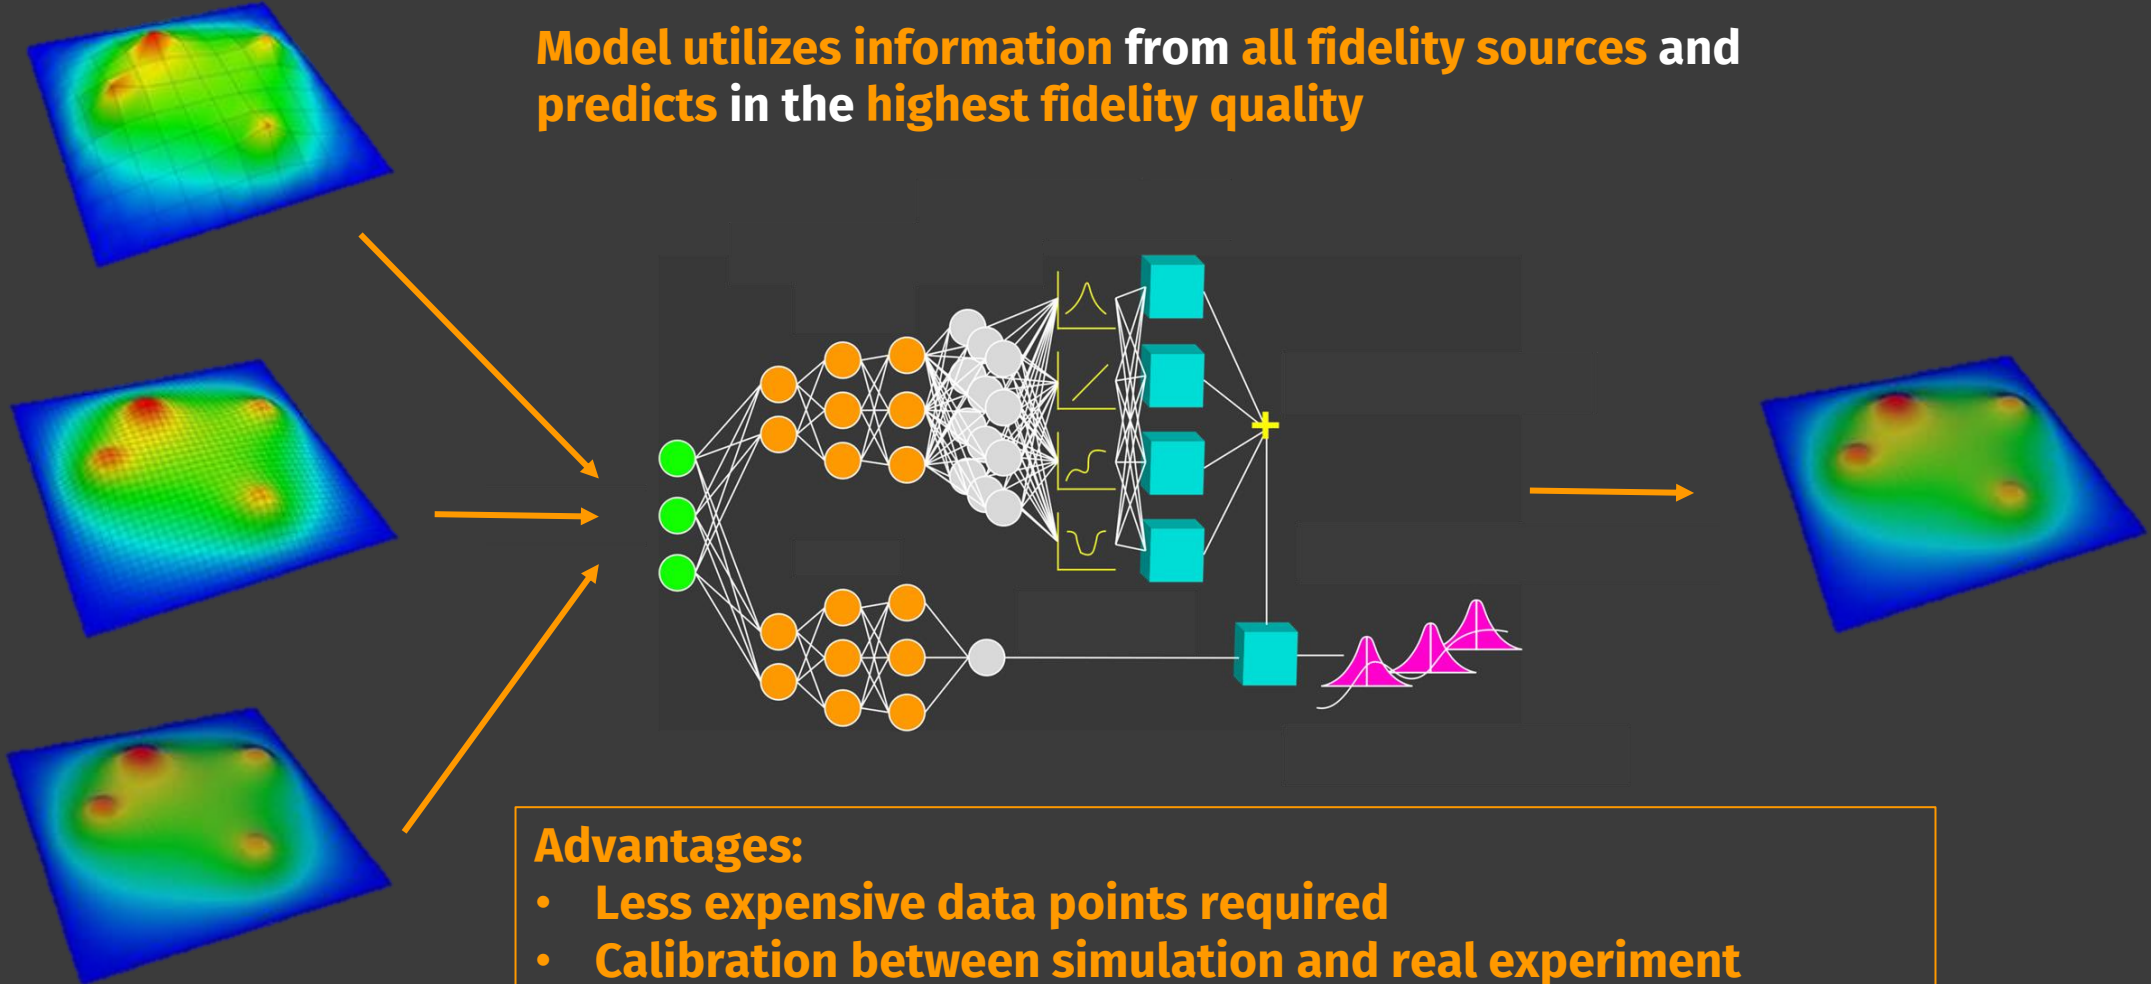 Model utilizes information from all fidelity sources and
predicts in the highest fidelity quality
Advantages:
• Less expensive data points required
• Calibration between simulation and real experiment